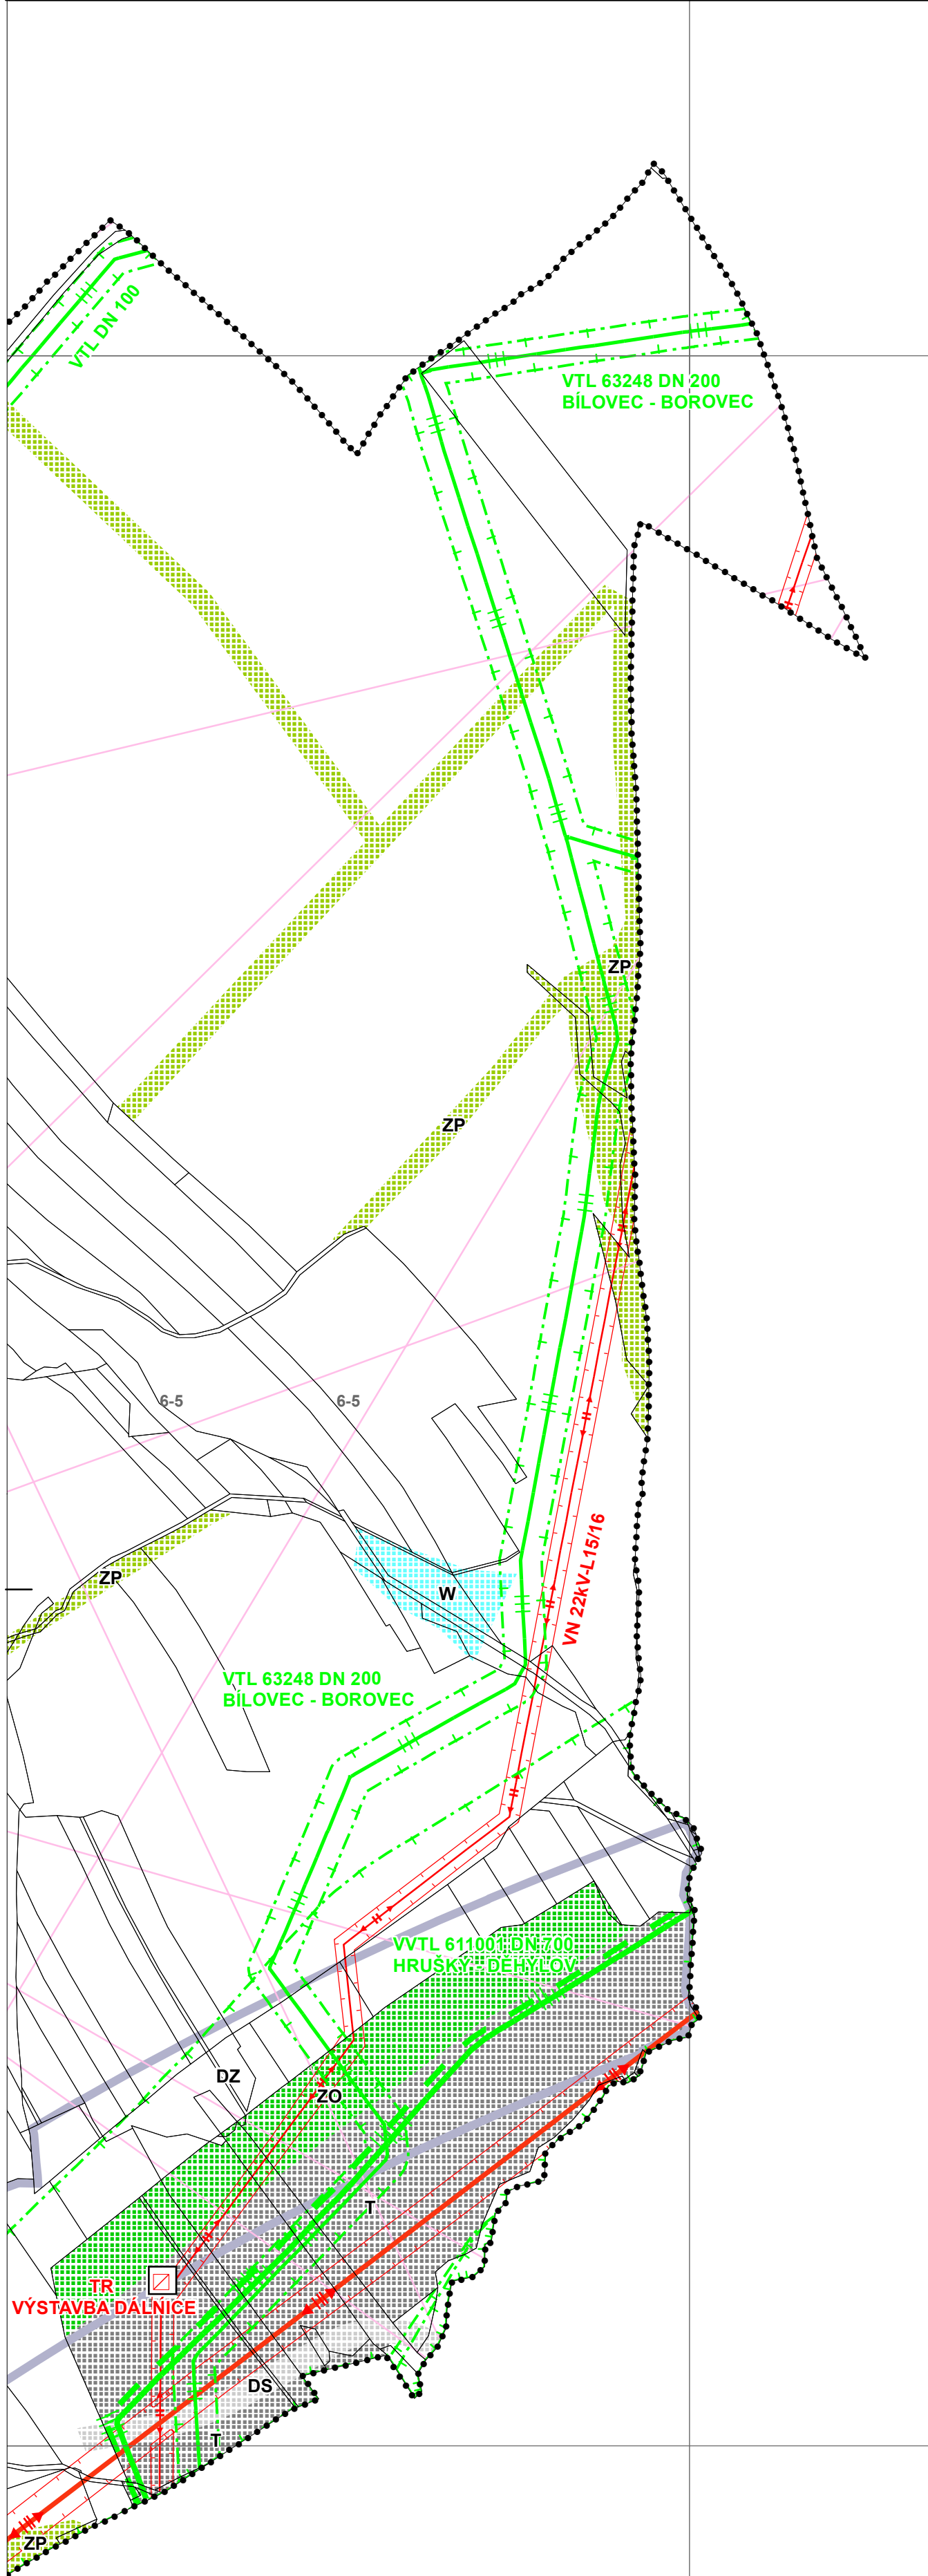 VTL DN 100
VTL 63248 DN 200
BÍLOVEC - BOROVEC
ZP
ZP
6-5
6-5
VN 22kV-L15/16
ZP
W
VTL 63248 DN 200
BÍLOVEC - BOROVEC
VVTL 611001 DN 700
HRUŠKY - DĚHYLOV
DZ
ZO
T
TR
VÝSTAVBA DÁLNICE
DS
T
ZP